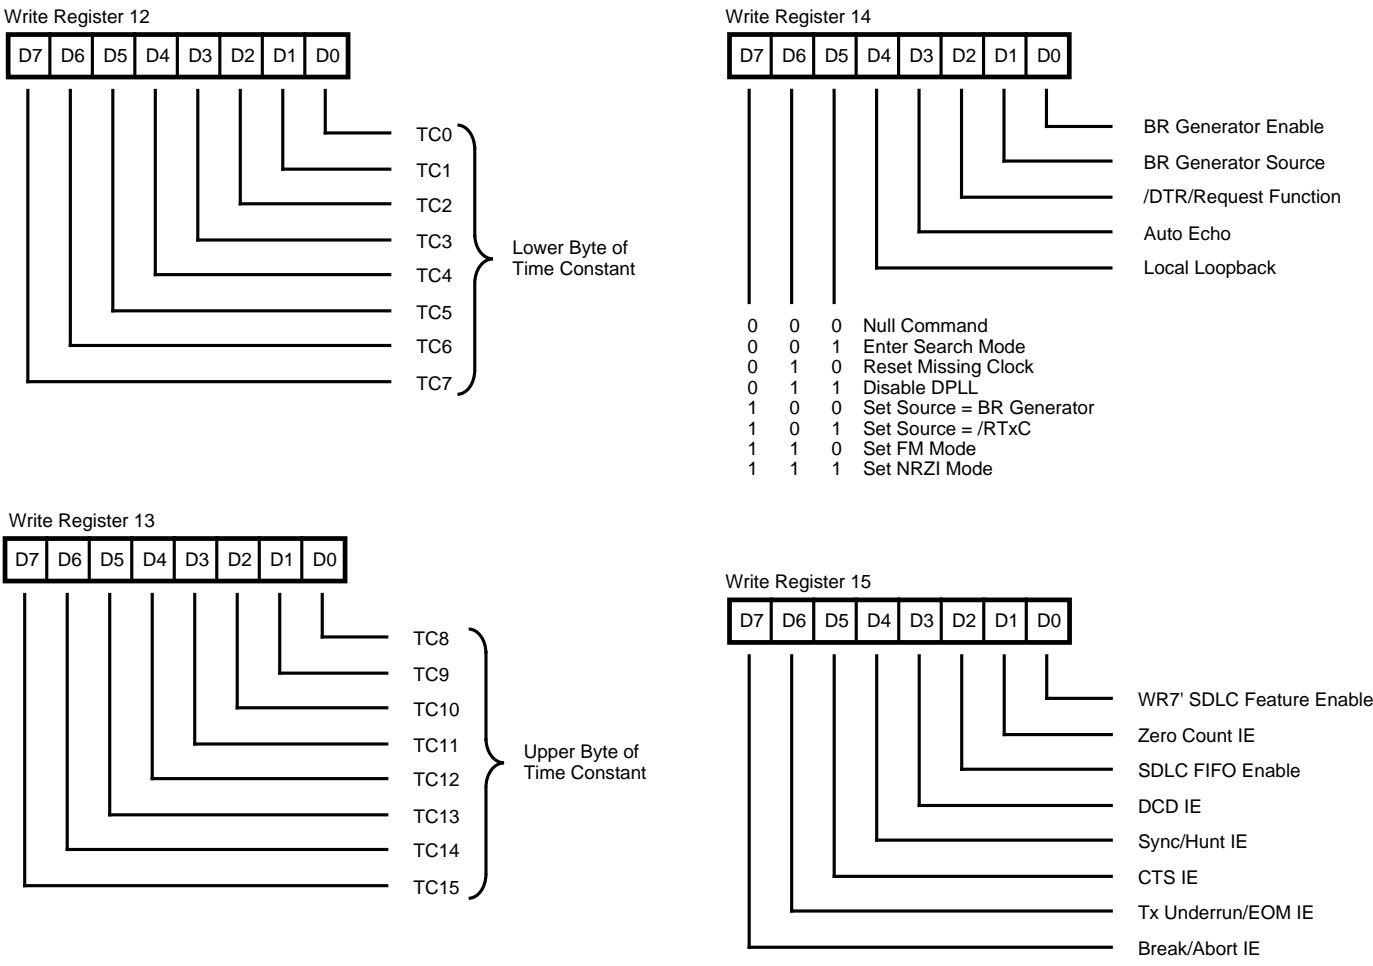 Write Register 12
D7 D6 D5 D4 D3 D2 D1 D0
TC0
TC1
TC2
TC3
TC4
TC5
TC6
TC7
Lower Byte of
Time Constant
Write Register 13
D7 D6 D5 D4 D3 D2 D1 D0
TC8
TC9
TC10
TC11
TC12
TC13
TC14
TC15
Upper Byte of
Time Constant
Write Register 14
D7 D6 D5 D4 D3 D2 D1 D0
BR Generator Enable
BR Generator Source
/DTR/Request Function
Auto Echo
Local Loopback
0 0 0 Null Command
0 0 1 Enter Search Mode
0 1 0 Reset Missing Clock
0 1 1 Disable DPLL
1 0 0 Set Source = BR Generator
1 0 1 Set Source = /RTxC
1 1 0 Set FM Mode
1 1 1 Set NRZI Mode
Write Register 15
D7 D6 D5 D4 D3 D2 D1 D0
WR7' SDLC Feature Enable
Zero Count IE
SDLC FIFO Enable
DCD IE
Sync/Hunt IE
CTS IE
Tx Underrun/EOM IE
Break/Abort IE